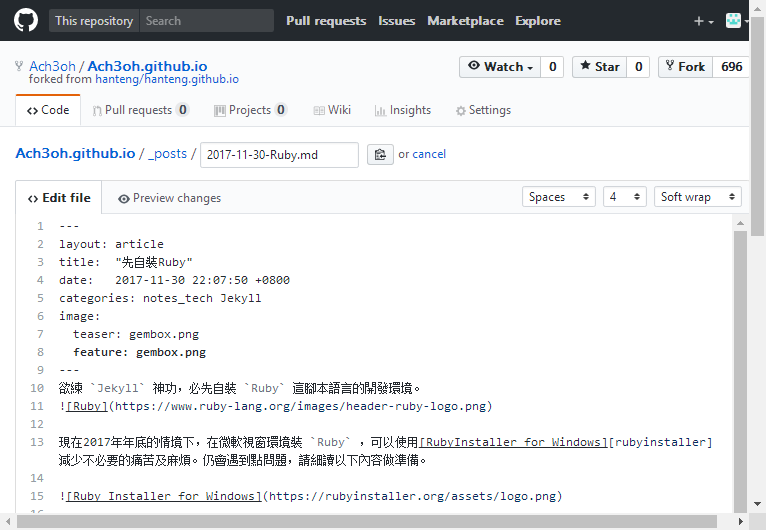 This repository Search Pull requests Issues Marketplace Explore
Ach3oh / Ach3oh.github.io Watch 0 Star 0 Fork 696
forked from hanteng/hanteng.github.io
Code Pull requests 0 Projects 0 Wiki Insights Settings
Ach3oh.github.io / _posts / 2017-11-30-Ruby.md or cancel
Edit file Preview changes Spaces 4 Soft wrap
1 ---
2 layout: article
3 title:  "先自裝Ruby"
4 date:   2017-11-30 22:07:50 +0800
5 categories: notes_tech Jekyll
6 image:
7   teaser: gembox.png
8   feature: gembox.png
9 ---
10 欲練 `Jekyll` 神功，必先自裝 `Ruby` 這腳本語言的開發環境。
11 ![Ruby](https://www.ruby-lang.org/images/header-ruby-logo.png)
12
13 現在2017年年底的情境下，在微軟視窗環境裝 `Ruby` ，可以使用[RubyInstaller for Windows][rubyinstaller]
減少不必要的痛苦及麻煩。仍會遇到點問題，請細讀以下內容做準備。
14
15 ![Ruby Installer for Windows](https://rubyinstaller.org/assets/logo.png)